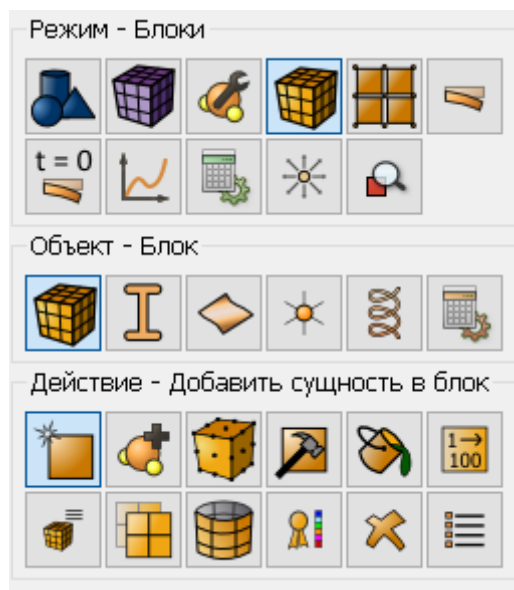 Режим - Блоки
t = 0
Объект - Блок
Действие - Добавить сущность в блок
1→
100